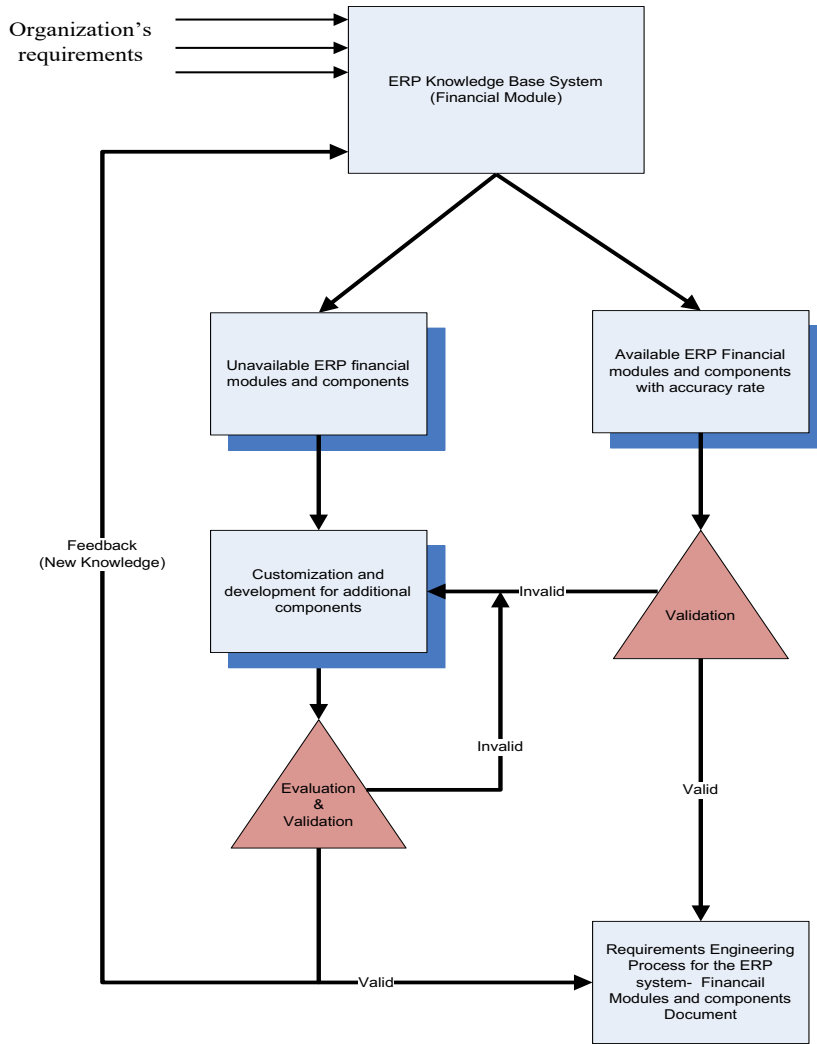 Organization's
requirements
ERP Knowledge Base System
(Financial Module)
Unavailable ERP financial
modules and components
Available ERP Financial
modules and components
with accuracy rate
Feedback
(New Knowledge)
Customization and
development for additional
components
Invalid
Validation
Invalid
Evaluation
&
Validation
Valid
Requirements Engineering
Process for the ERP
system-  Financail
Modules and components
Document
Valid